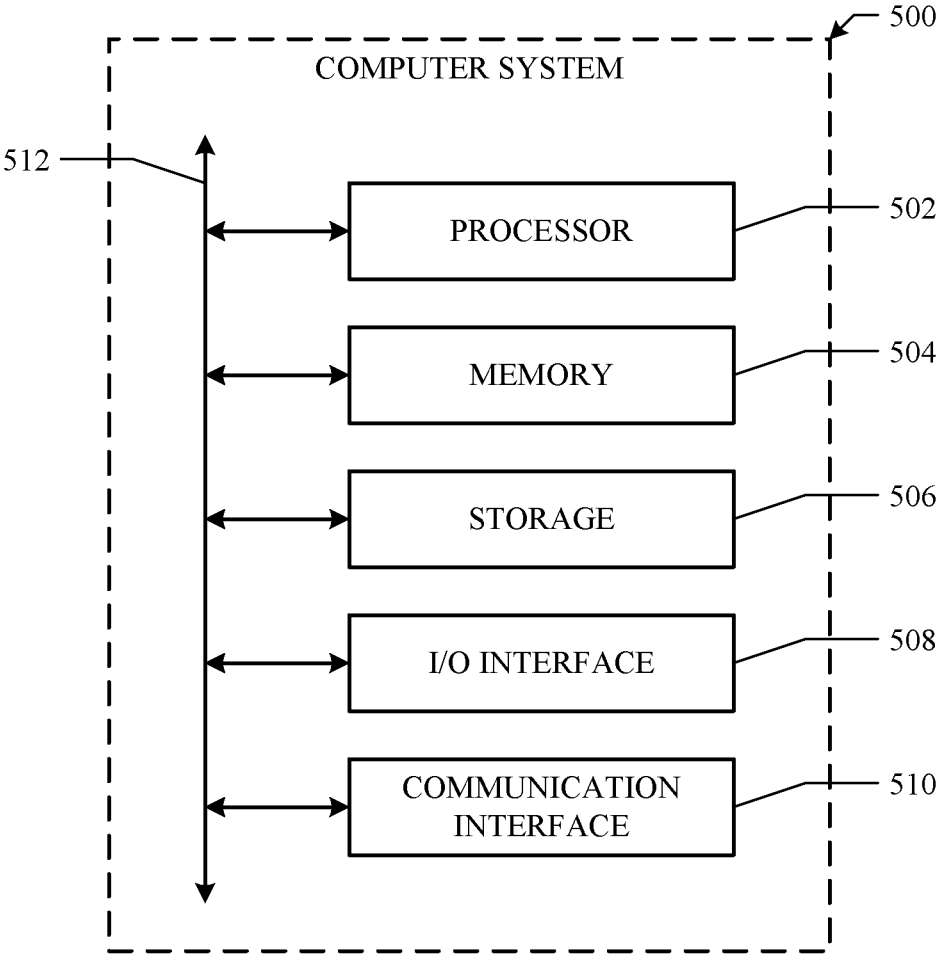 500
COMPUTER SYSTEM
512
PROCESSOR
502
MEMORY
504
STORAGE
506
I/O INTERFACE
508
COMMUNICATION
INTERFACE
510